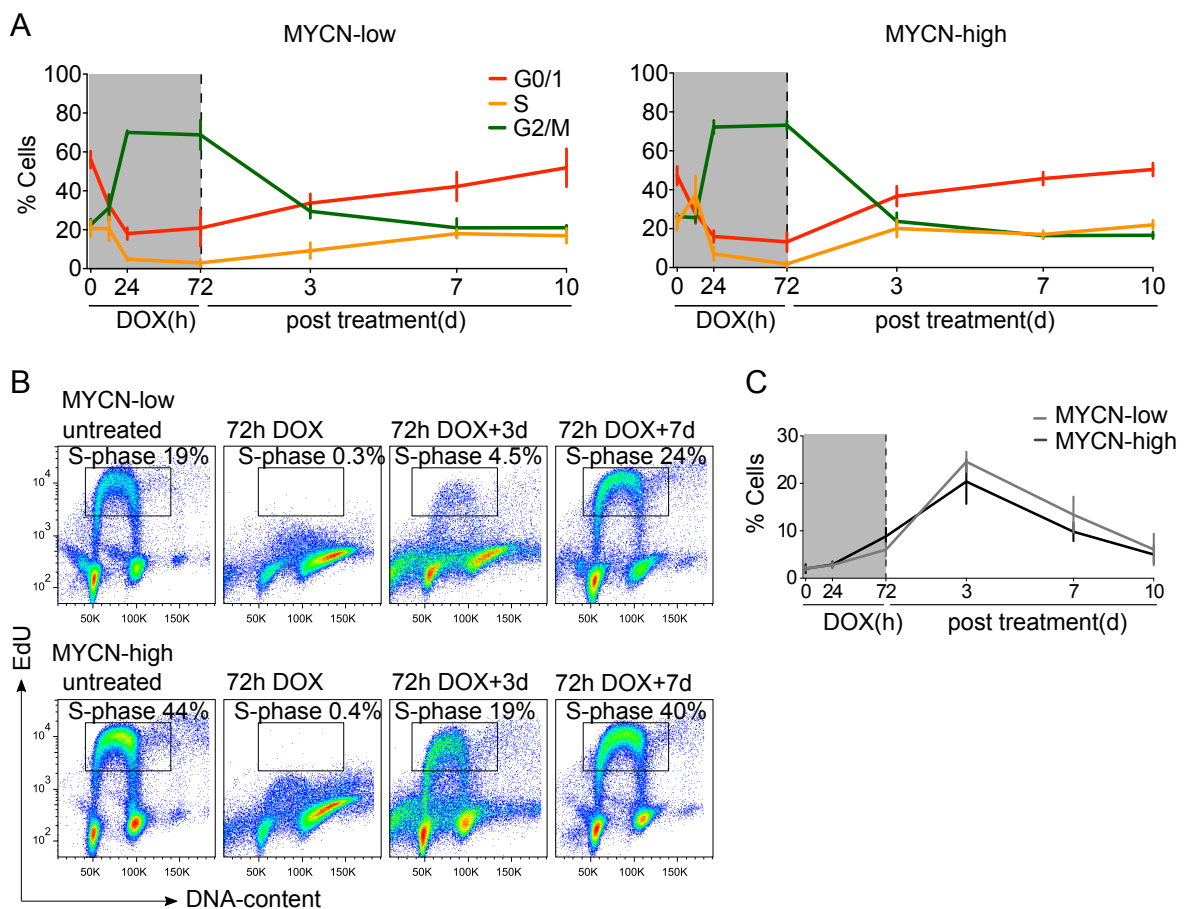 A
MYCN-low
MYCN-high
% Cells
100
80
60
40
20
0
G0/1
S
G2/M
0 24 72 3 7 10
DOX(h) post treatment(d)
% Cells
100
80
60
40
20
0
0 24 72 3 7 10
DOX(h) post treatment(d)
B
MYCN-low
untreated 72h DOX 72h DOX+3d 72h DOX+7d
S-phase 19% S-phase 0.3% S-phase 4.5% S-phase 24%
10⁴
10³
10²
50K 100K 150K 50K 100K 150K 50K 100K 150K 50K 100K 150K
MYCN-high
untreated 72h DOX 72h DOX+3d 72h DOX+7d
S-phase 44% S-phase 0.4% S-phase 19% S-phase 40%
10⁴
10³
10²
50K 100K 150K 50K 100K 150K 50K 100K 150K 50K 100K 150K
EdU
DNA-content
C
MYCN-low
MYCN-high
% Cells
30
20
10
0
0 24 72 3 7 10
DOX(h) post treatment(d)